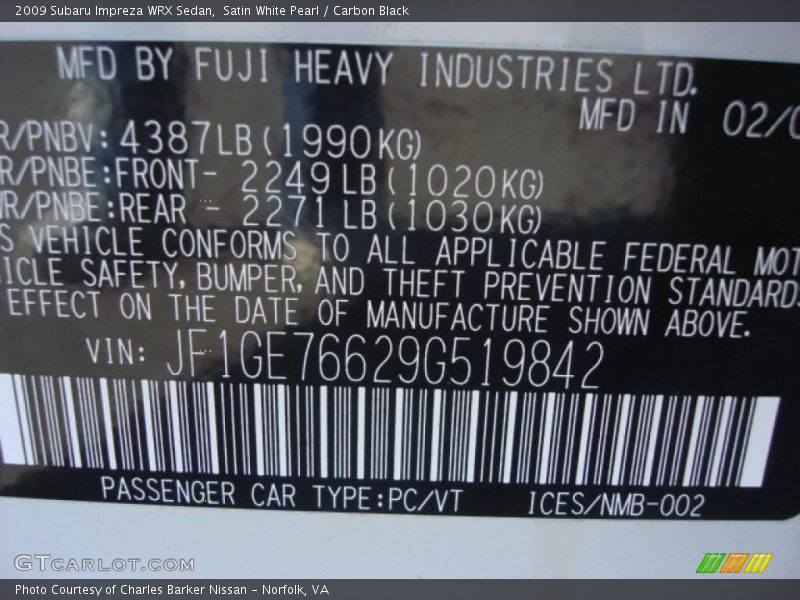 2009 Subaru Impreza WRX Sedan,  Satin White Pearl / Carbon Black
MFD BY FUJI HEAVY INDUSTRIES LTD.
MFD IN 02/0
R/PNBV: 4387LB(1990KG)
R/PNBE:FRONT- 2249LB(1020KG)
WR/PNBE:REAR - 2271LB(1030KG)
S VEHICLE CONFORMS TO ALL APPLICABLE FEDERAL MOT
ICLE SAFETY, BUMPER, AND THEFT PREVENTION STANDARDS
EFFECT ON THE DATE OF MANUFACTURE SHOWN ABOVE.
VIN: JF1GE76629G519842
PASSENGER CAR TYPE:PC/VT ICES/NMB-002
GTCARLOT.COM
Photo Courtesy of Charles Barker Nissan - Norfolk, VA